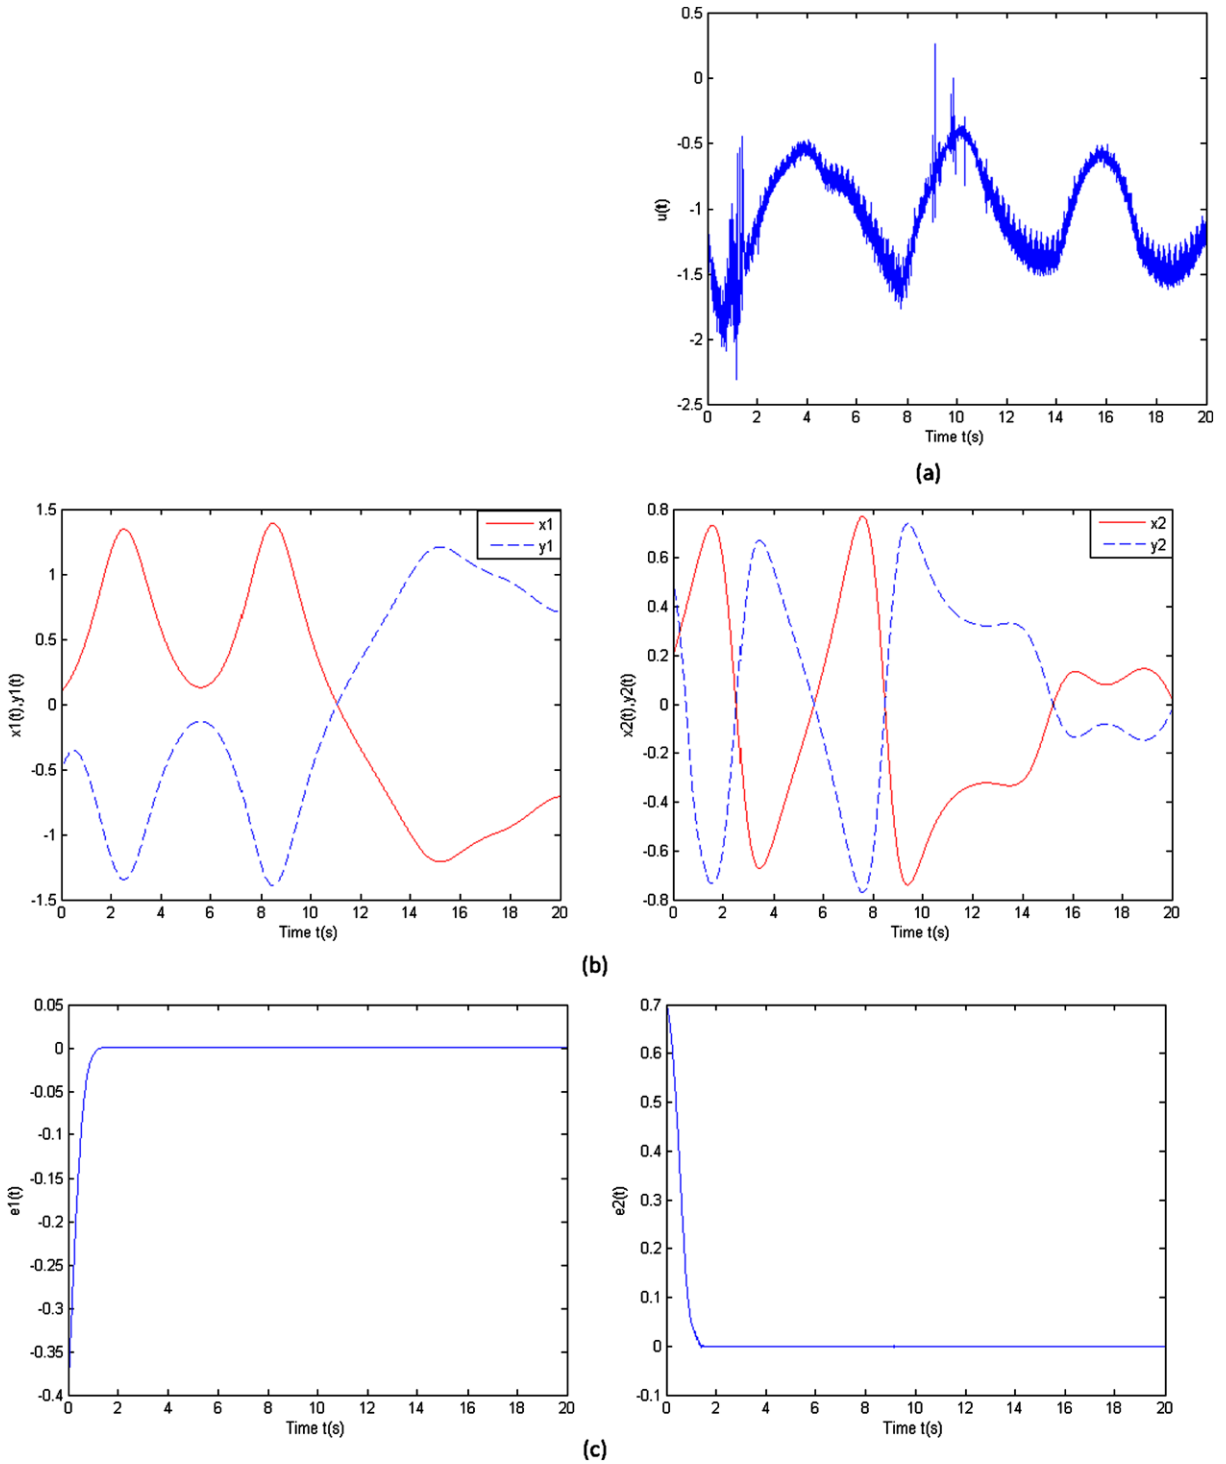 0.5
0
-0.5
-1
-1.5
-2
-2.5
u(t)
0 2 4 6 8 10 12 14 16 18 20
Time t(s)
(a)
1.5
1
0.5
0
-0.5
-1
-1.5
x1(t),y1(t)
x1
y1
0 2 4 6 8 10 12 14 16 18 20
Time t(s)
0.8
0.6
0.4
0.2
0
-0.2
-0.4
-0.6
-0.8
x2(t),y2(t)
x2
y2
0 2 4 6 8 10 12 14 16 18 20
Time t(s)
(b)
0.05
0
-0.05
-0.1
-0.15
-0.2
-0.25
-0.3
-0.35
-0.4
e1(t)
0 2 4 6 8 10 12 14 16 18 20
Time t(s)
0.7
0.6
0.5
0.4
0.3
0.2
0.1
0
-0.1
e2(t)
0 2 4 6 8 10 12 14 16 18 20
Time t(s)
(c)